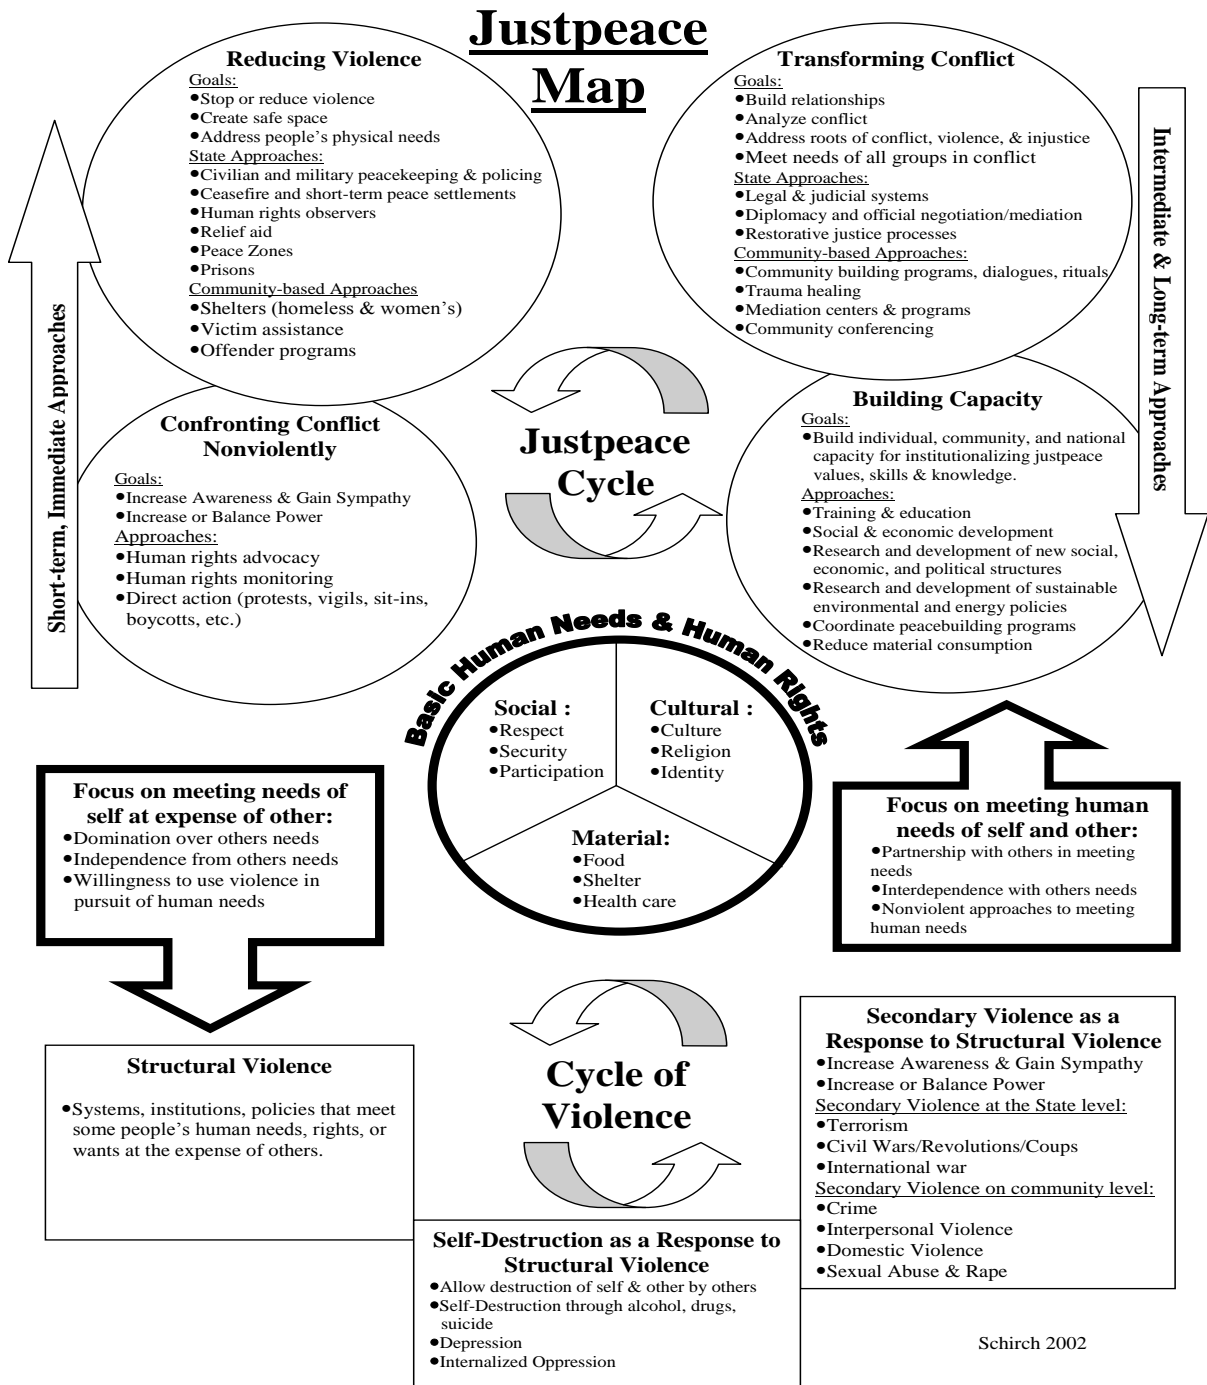 Justpeace
Map
Reducing Violence
Goals:
●Stop or reduce violence
●Create safe space
●Address people’s physical needs
State Approaches:
●Civilian and military peacekeeping & policing
●Ceasefire and short-term peace settlements
●Human rights observers
●Relief aid
●Peace Zones
●Prisons
Community-based Approaches
●Shelters (homeless & women’s)
●Victim assistance
●Offender programs
Transforming Conflict
Goals:
●Build relationships
●Analyze conflict
●Address roots of conflict, violence, & injustice
●Meet needs of all groups in conflict
State Approaches:
●Legal & judicial systems
●Diplomacy and official negotiation/mediation
●Restorative justice processes
Community-based Approaches:
●Community building programs, dialogues, rituals
●Trauma healing
●Mediation centers & programs
●Community conferencing
Short-term, Immediate Approaches
Intermediate & Long-term Approaches
Confronting Conflict
Nonviolently
Goals:
●Increase Awareness & Gain Sympathy
●Increase or Balance Power
Approaches:
●Human rights advocacy
●Human rights monitoring
●Direct action (protests, vigils, sit-ins,
boycotts, etc.)
Justpeace
Cycle
Building Capacity
Goals:
●Build individual, community, and national
capacity for institutionalizing justpeace
values, skills & knowledge.
Approaches:
●Training & education
●Social & economic development
●Research and development of new social,
economic, and political structures
●Research and development of sustainable
environmental and energy policies
●Coordinate peacebuilding programs
●Reduce material consumption
Basic Human Needs & Human Rights
Social :
●Respect
●Security
●Participation
Cultural :
●Culture
●Religion
●Identity
Material:
●Food
●Shelter
●Health care
Focus on meeting needs of
self at expense of other:
●Domination over others needs
●Independence from others needs
●Willingness to use violence in
pursuit of human needs
Focus on meeting human
needs of self and other:
●Partnership with others in meeting
needs
●Interdependence with others needs
●Nonviolent approaches to meeting
human needs
Structural Violence
●Systems, institutions, policies that meet
some people’s human needs, rights, or
wants at the expense of others.
Cycle of
Violence
Secondary Violence as a
Response to Structural Violence
●Increase Awareness & Gain Sympathy
●Increase or Balance Power
Secondary Violence at the State level:
●Terrorism
●Civil Wars/Revolutions/Coups
●International war
Secondary Violence on community level:
●Crime
●Interpersonal Violence
●Domestic Violence
●Sexual Abuse & Rape
Self-Destruction as a Response to
Structural Violence
●Allow destruction of self & other by others
●Self-Destruction through alcohol, drugs,
suicide
●Depression
●Internalized Oppression
Schirch 2002